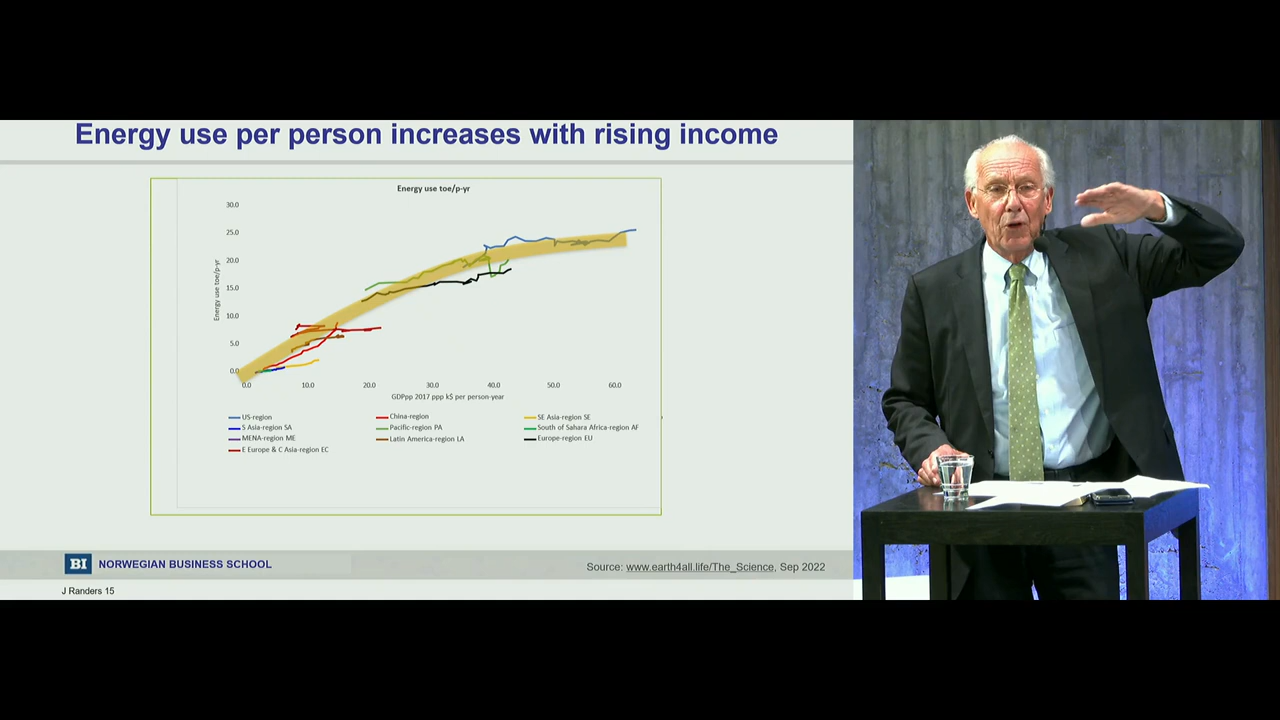 Energy use per person increases with rising income
Energy use toe/p-yr
30.0
25.0
20.0
15.0
10.0
5.0
0.0
Energy use toe/p-yr
0.0 10.0 20.0 30.0 40.0 50.0 60.0
GDPpp 2017 ppp k$ per person-year
US-region China-region SE Asia-region SE
S Asia-region SA Pacific-region PA South of Sahara Africa-region AF
MENA-region ME Latin America-region LA Europe-region EU
E Europe & C Asia-region EC
BI NORWEGIAN BUSINESS SCHOOL
Source: www.earth4all.life/The_Science, Sep 2022
J Randers 15